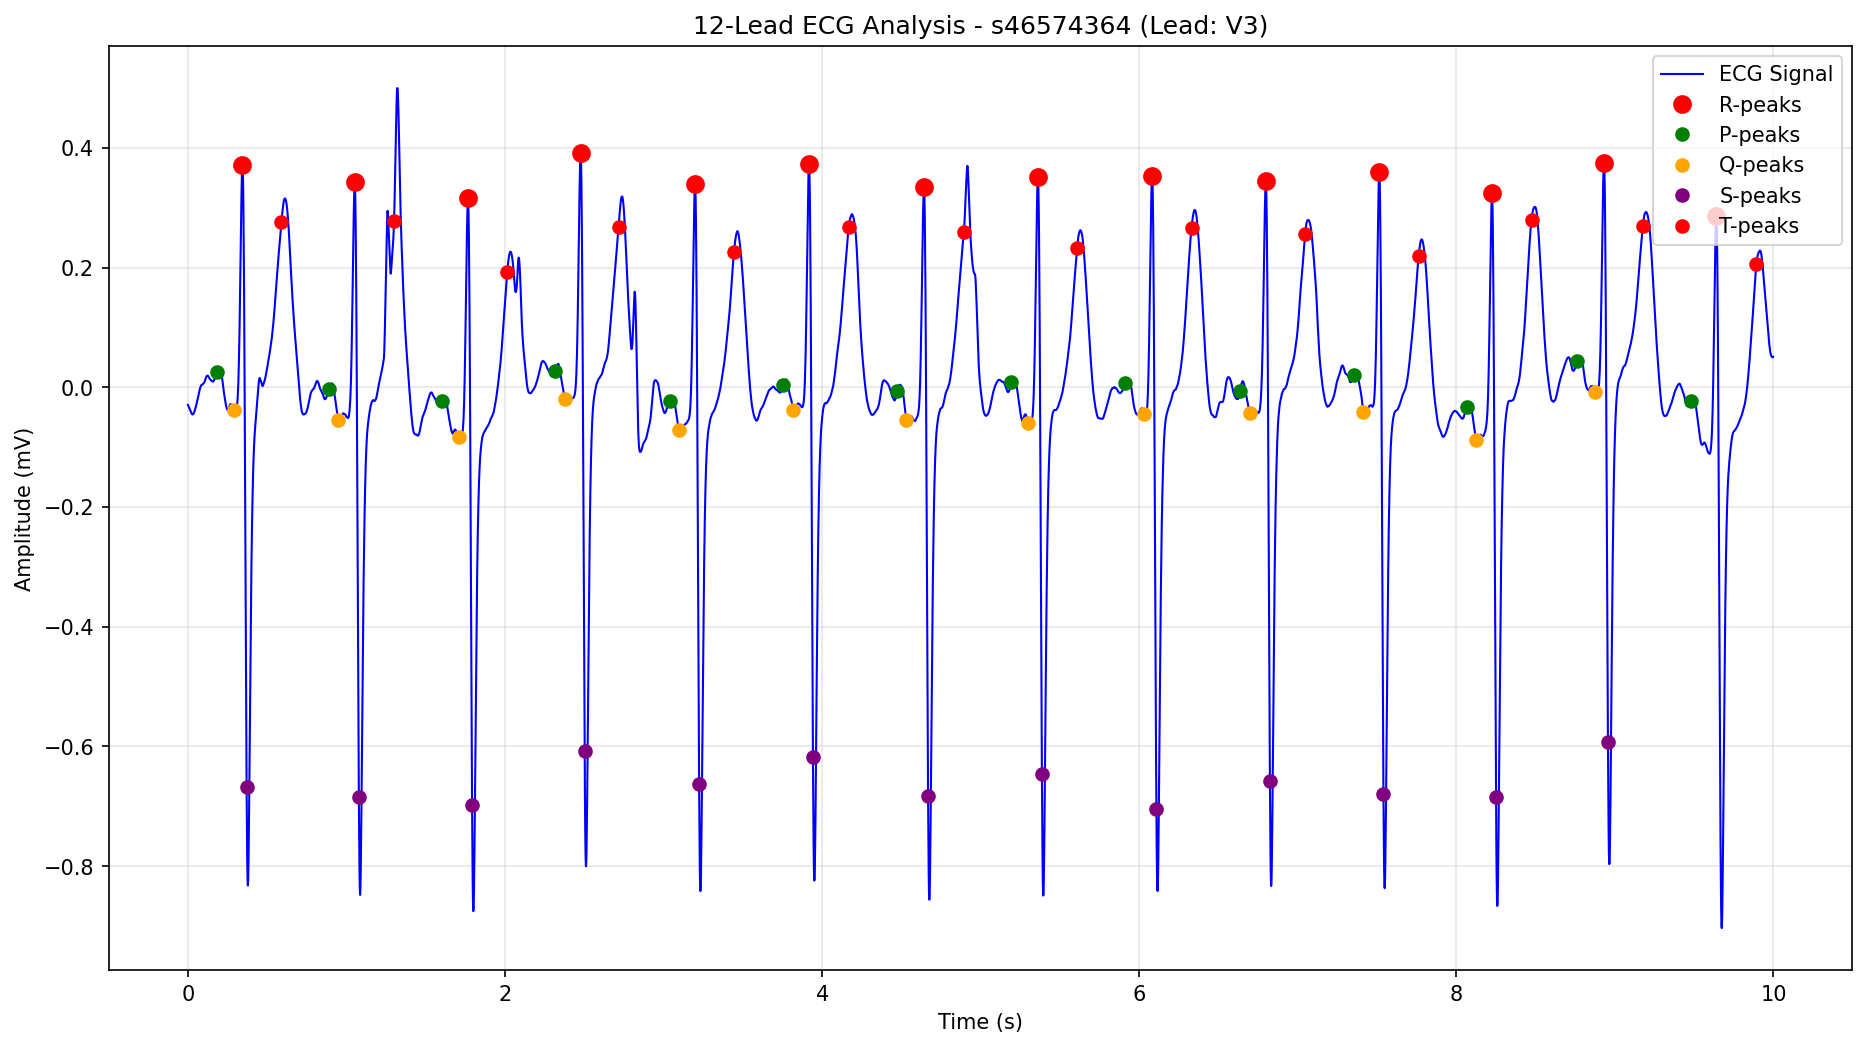 12-Lead ECG Analysis - s46574364 (Lead: V3)
ECG Signal
R-peaks
P-peaks
Q-peaks
S-peaks
T-peaks
Amplitude (mV)
0.4
0.2
0.0
−0.2
−0.4
−0.6
−0.8
0 2 4 6 8 10
Time (s)